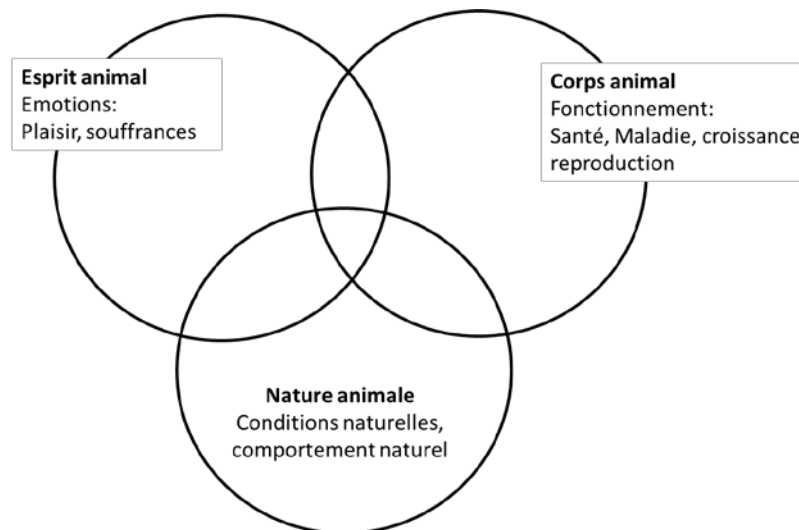 Esprit animal
Emotions:
Plaisir, souffrances
Corps animal
Fonctionnement:
Santé, Maladie, croissance
reproduction
Nature animale
Conditions naturelles,
comportement naturel